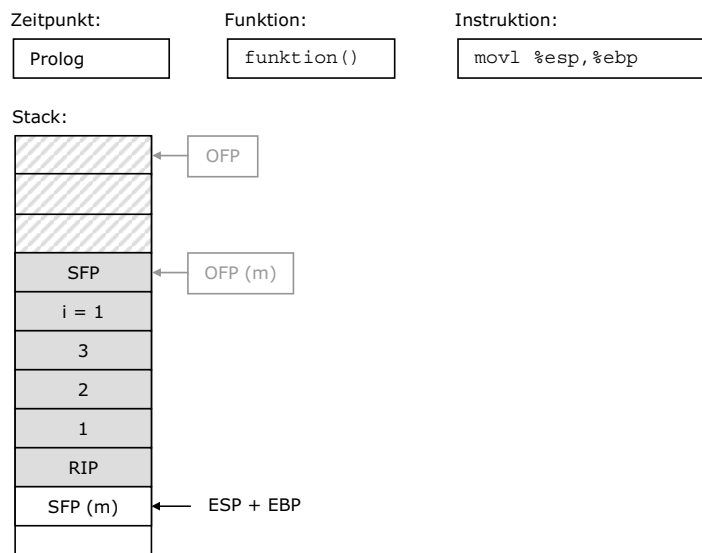 Zeitpunkt: Funktion: Instruktion:
Prolog funktion() movl %esp,%ebp
Stack:
OFP
SFP OFP (m)
i = 1
3
2
1
RIP
SFP (m) ESP + EBP